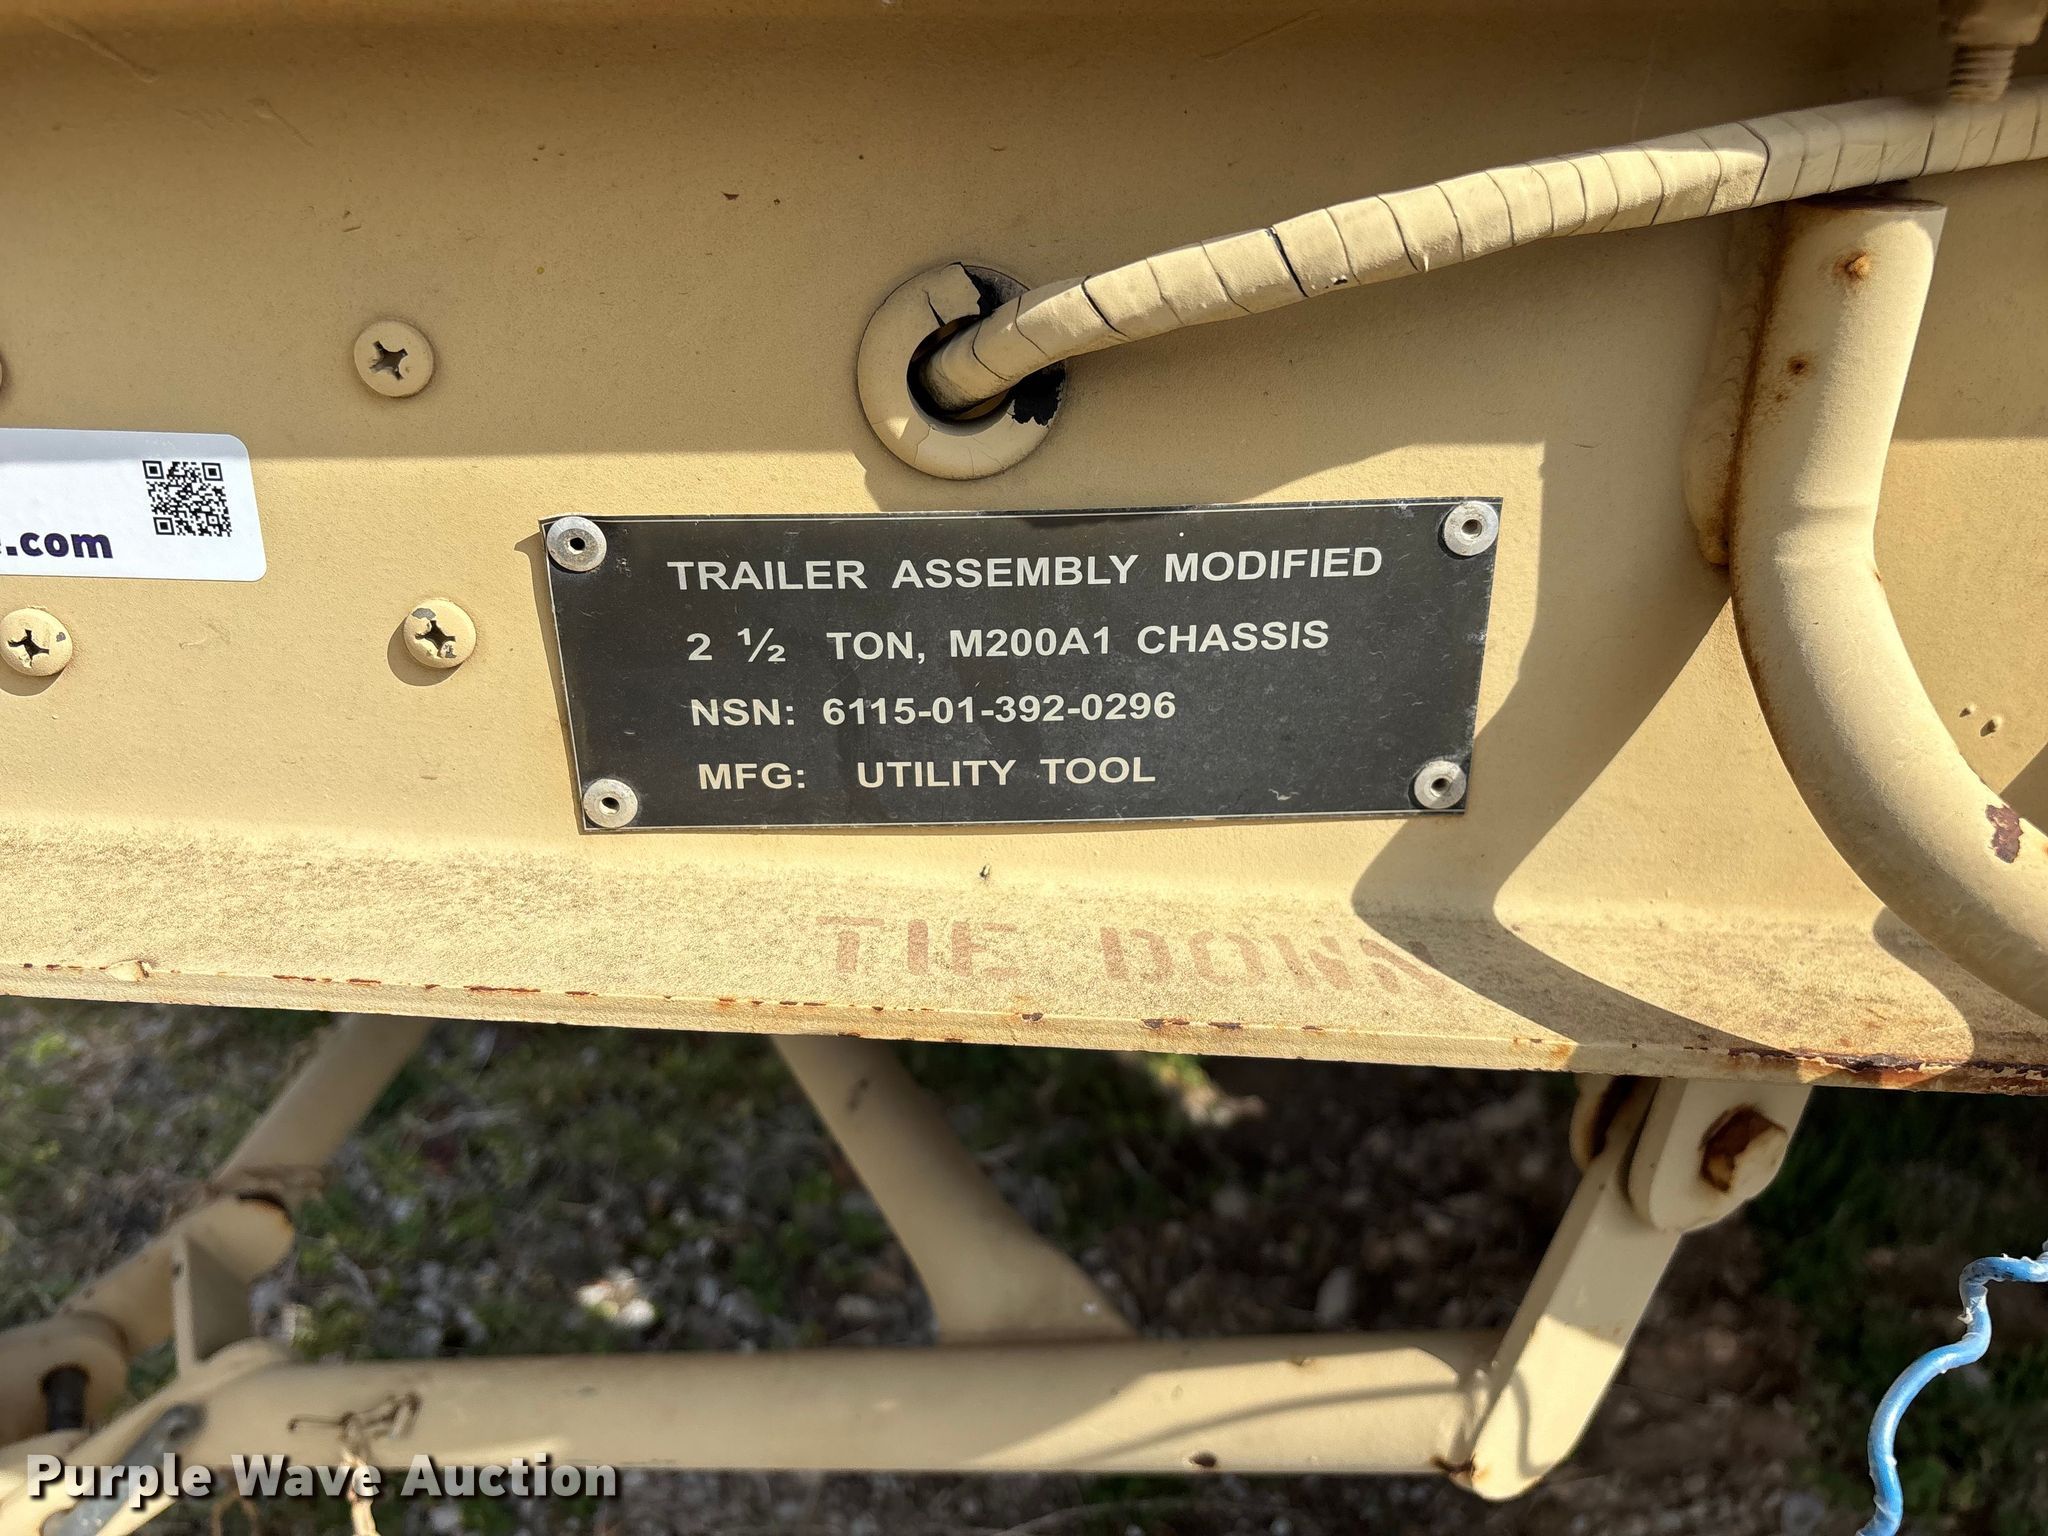 e.com
TRAILER ASSEMBLY MODIFIED
2 ½ TON, M200A1 CHASSIS
NSN: 6115-01-392-0296
MFG: UTILITY TOOL
TIE DOWN
Purple Wave Auction